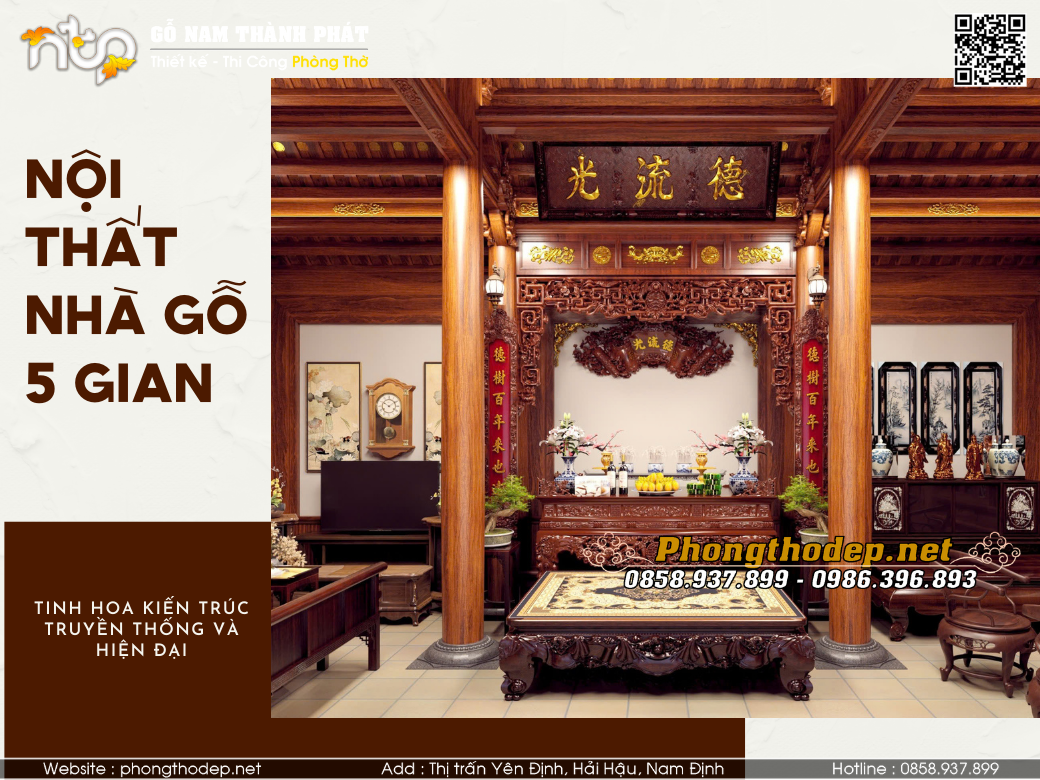 ntp
GỖ NAM THÀNH PHÁT
Thiết kế - Thi Công Phòng Thờ
NỘI
THẤT
NHÀ GỖ
5 GIAN
光流德
光流德
德樹百年来也
德樹百年来也
Phongthodep.net
0858.937.899 - 0986.396.893
TINH HOA KIẾN TRÚC
TRUYỀN THỐNG VÀ
HIỆN ĐẠI
Website : phongthodep.net
Add : Thị trấn Yên Định, Hải Hậu, Nam Định
Hotline : 0858.937.899